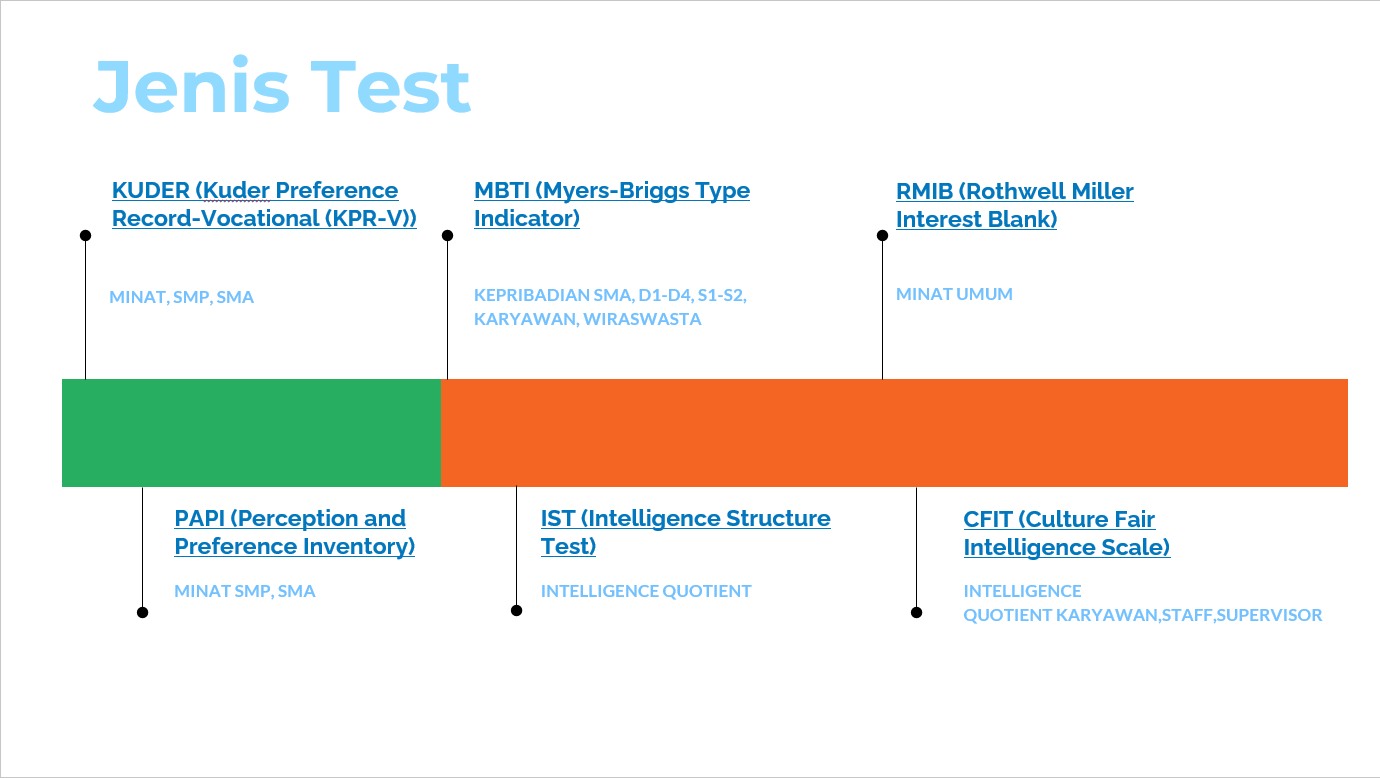 Jenis Test
KUDER (Kuder Preference
Record-Vocational (KPR-V))
MINAT, SMP, SMA
MBTI (Myers-Briggs Type
Indicator)
KEPRIBADIAN SMA, D1-D4, S1-S2,
KARYAWAN, WIRASWASTA
RMIB (Rothwell Miller
Interest Blank)
MINAT UMUM
PAPI (Perception and
Preference Inventory)
MINAT SMP, SMA
IST (Intelligence Structure
Test)
INTELLIGENCE QUOTIENT
CFIT (Culture Fair
Intelligence Scale)
INTELLIGENCE
QUOTIENT KARYAWAN,STAFF,SUPERVISOR